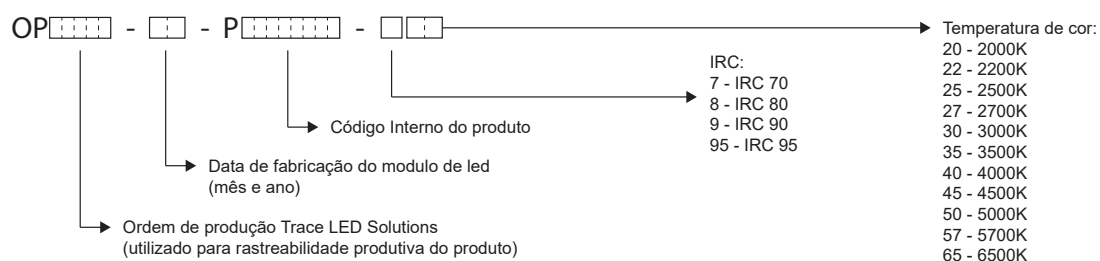 OP - - P -
Temperatura de cor:
20 - 2000K
22 - 2200K
25 - 2500K
27 - 2700K
30 - 3000K
35 - 3500K
40 - 4000K
45 - 4500K
50 - 5000K
57 - 5700K
65 - 6500K
IRC:
7 - IRC 70
8 - IRC 80
9 - IRC 90
95 - IRC 95
Código Interno do produto
Data de fabricação do modulo de led
(mês e ano)
Ordem de produção Trace LED Solutions
(utilizado para rastreabilidade produtiva do produto)